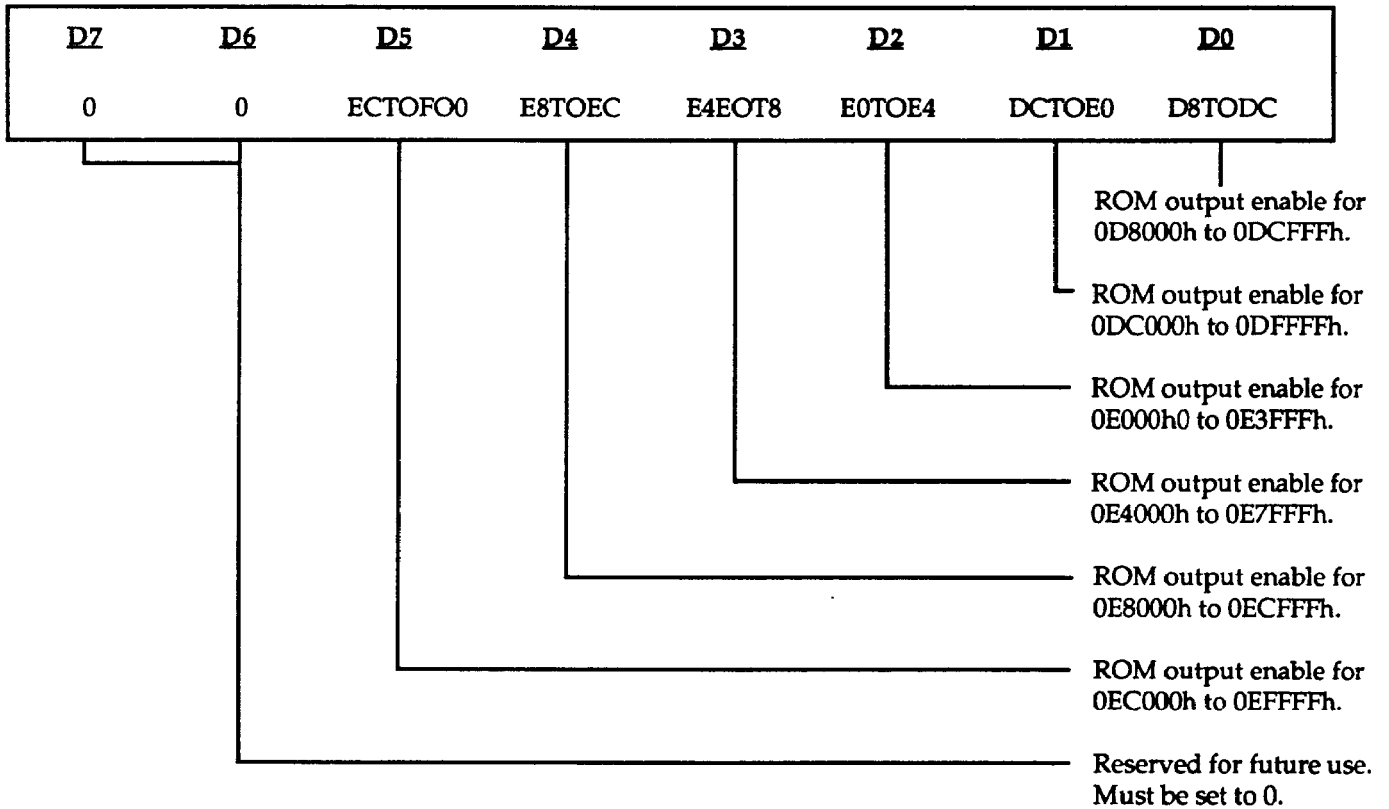 D7 D6 D5 D4 D3 D2 D1 D0
0 0 ECTOFO0 E8TOEC E4EOT8 E0TOE4 DCTOE0 D8TODC
ROM output enable for
0D8000h to 0DCFFFh.
ROM output enable for
0DC000h to 0DFFFFh.
ROM output enable for
0E000h0 to 0E3FFFh.
ROM output enable for
0E4000h to 0E7FFFh.
ROM output enable for
0E8000h to 0ECFFFh.
ROM output enable for
0EC000h to 0EFFFFh.
Reserved for future use.
Must be set to 0.